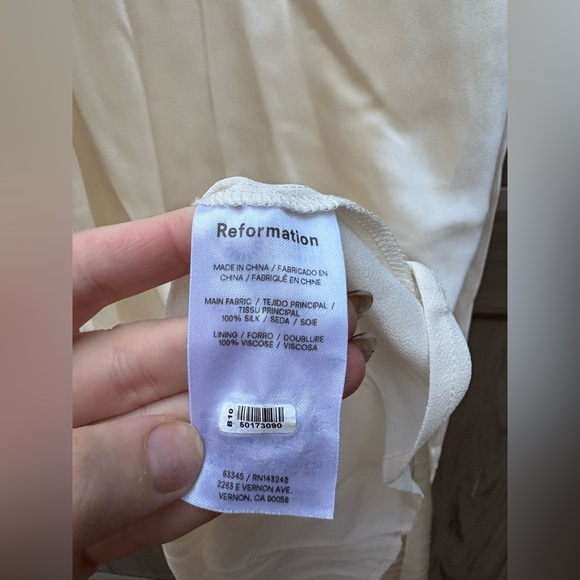 Reformation
MADE IN CHINA / FABRICADO EN
CHINA / FABRIQUÉ EN CHINE
MAIN FABRIC / TEJIDO PRINCIPAL /
TISSU PRINCIPAL
100% SILK / SEDA / SOIE
LINING / FORRO / DOUBLURE
100% VISCOSE / VISCOSA
B10
50173090
63345 / RN143248
2263 E VERNON AVE.
VERNON, CA 90058